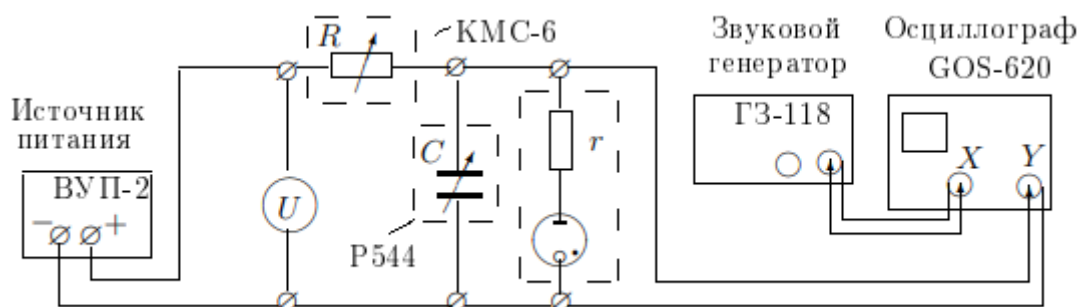 R
КМС-6
Звуковой
генератор
Осциллограф
GOS-620
Источник
питания
ВУП-2
− +
U
C
Р544
r
ГЗ-118
X Y